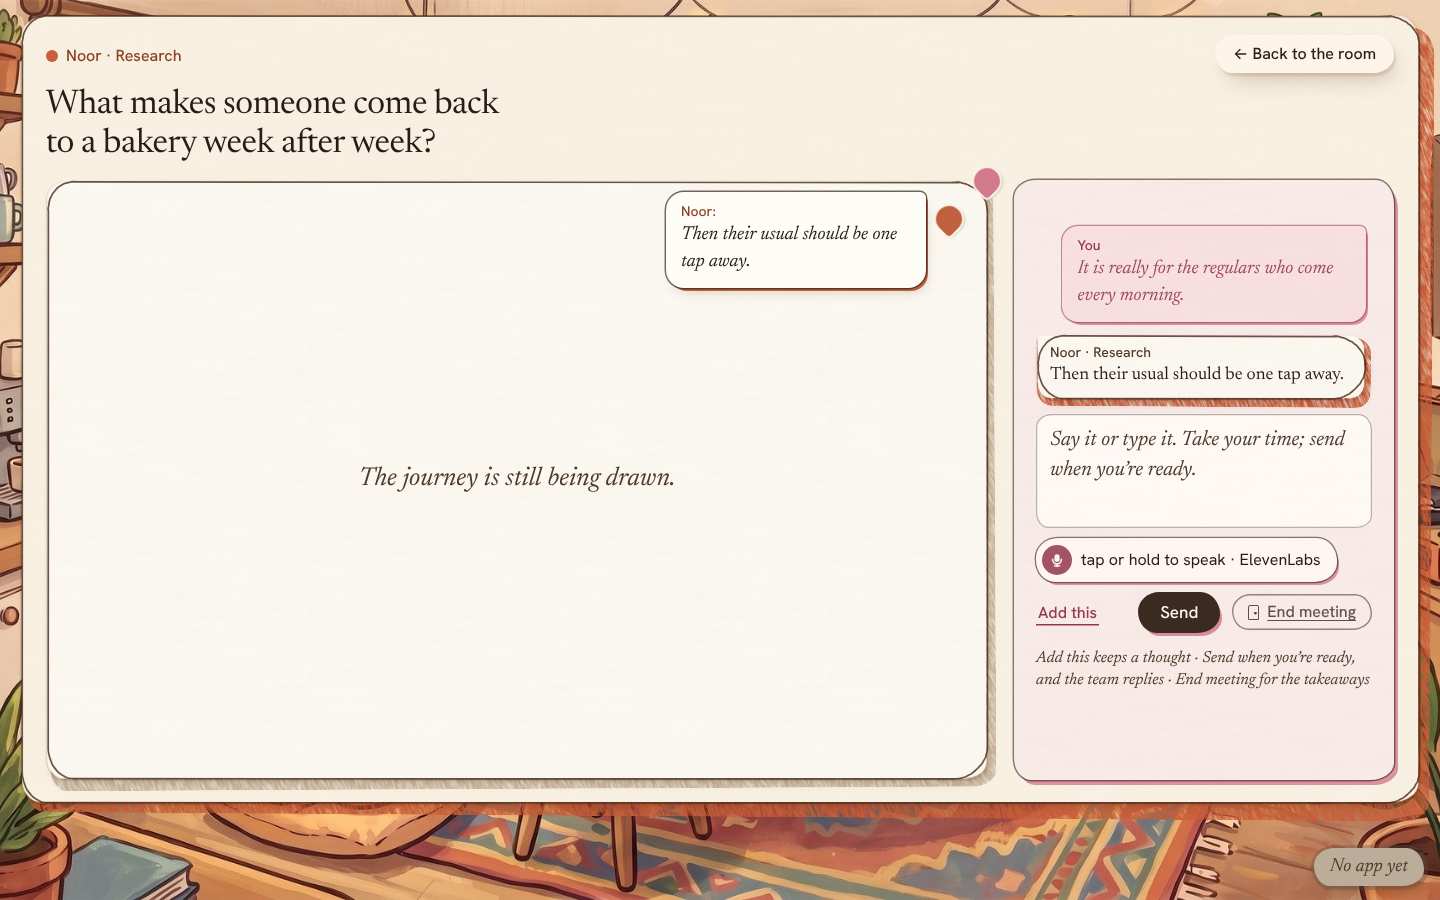 Noor · Research
← Back to the room
What makes someone come back
to a bakery week after week?
Noor:
Then their usual should be one
tap away.
The journey is still being drawn.
You
It is really for the regulars who come
every morning.
Noor · Research
Then their usual should be one tap away.
Say it or type it. Take your time; send
when you’re ready.
tap or hold to speak · ElevenLabs
Add this
Send
End meeting
Add this keeps a thought · Send when you’re ready,
and the team replies · End meeting for the takeaways
No app yet